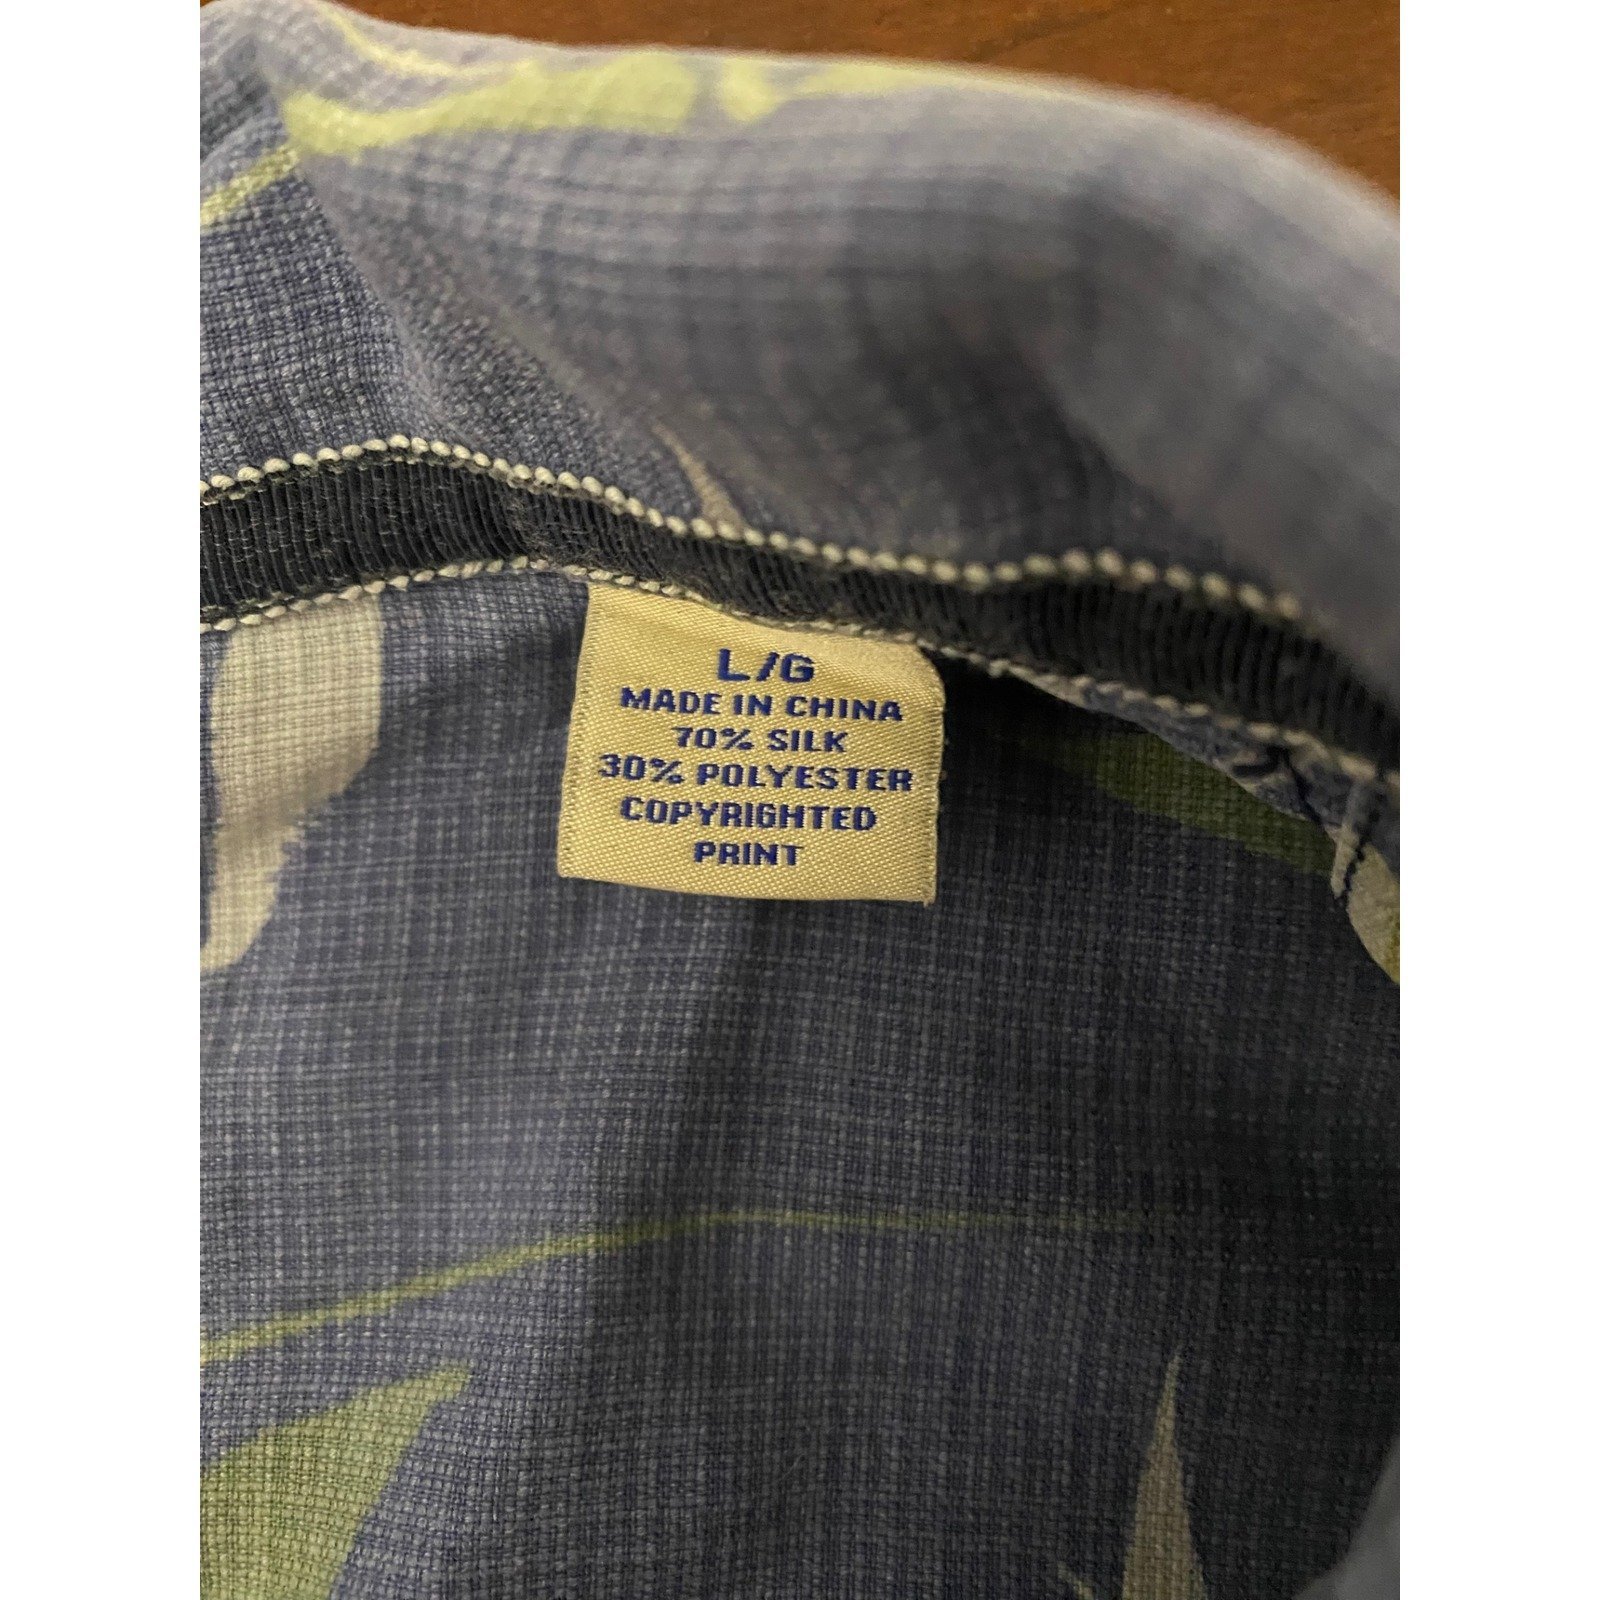 L/G
MADE IN CHINA
70% SILK
30% POLYESTER
COPYRIGHTED
PRINT